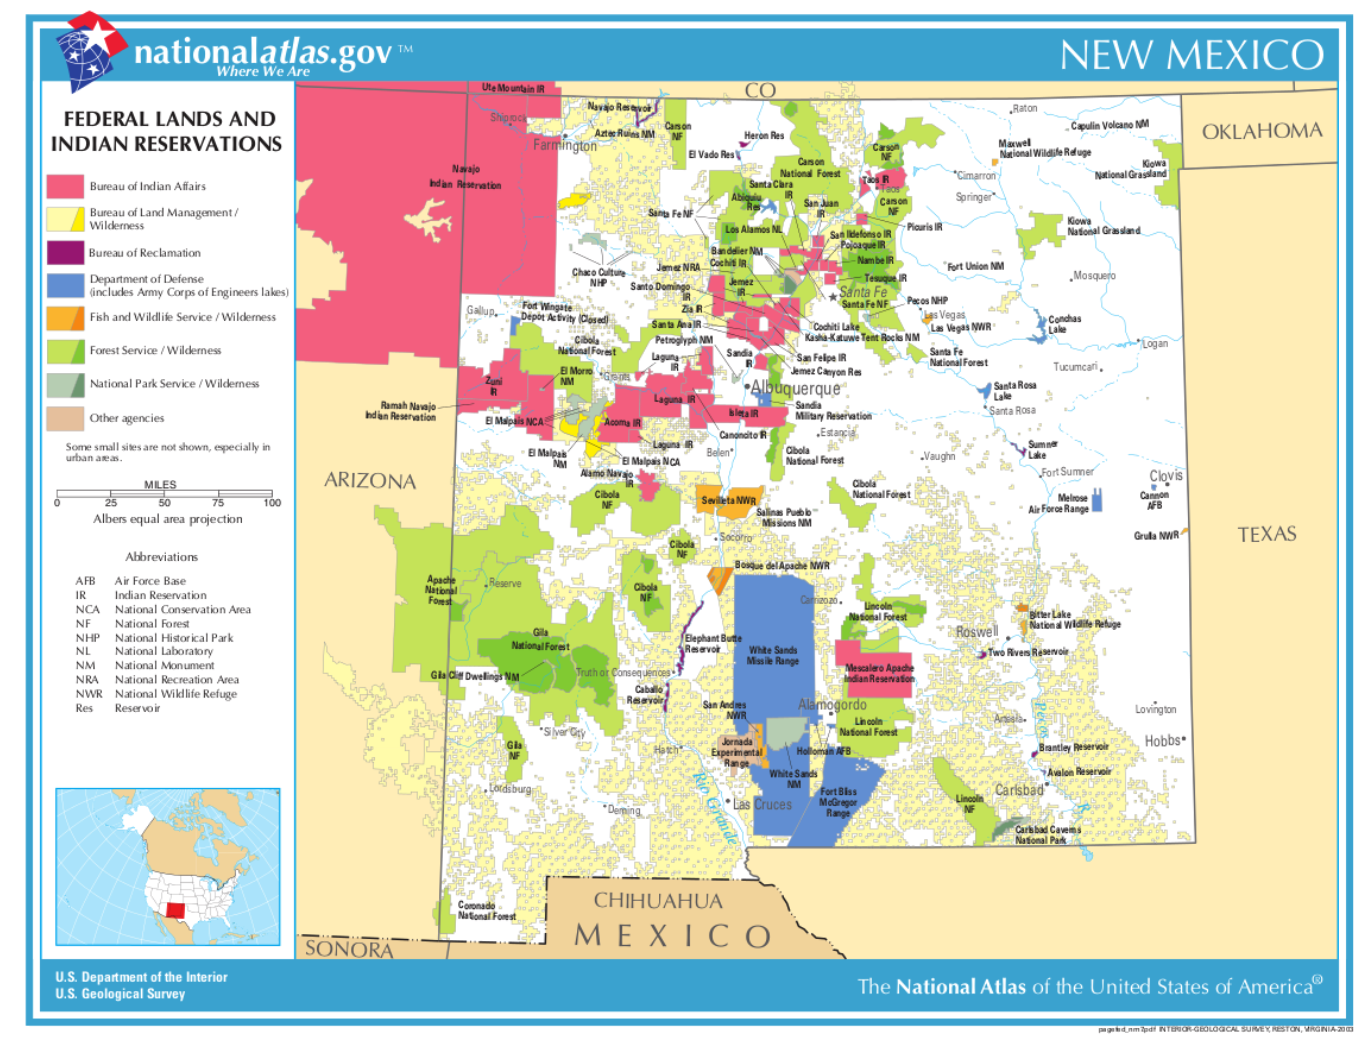 nationalatlas.gov ™
Where We Are
NEW MEXICO
FEDERAL LANDS AND
INDIAN RESERVATIONS
Bureau of Indian Affairs
Bureau of Land Management /
Wilderness
Bureau of Reclamation
Department of Defense
(includes Army Corps of Engineers lakes)
Fish and Wildlife Service / Wilderness
Forest Service / Wilderness
National Park Service / Wilderness
Other agencies
Some small sites are not shown, especially in
urban areas.
MILES
0 25 50 75 100
Albers equal area projection
Abbreviations
AFB Air Force Base
IR Indian Reservation
NCA National Conservation Area
NF National Forest
NHP National Historical Park
NL National Laboratory
NM National Monument
NRA National Recreation Area
NWR National Wildlife Refuge
Res Reservoir
CO
OKLAHOMA
TEXAS
ARIZONA
SONORA
CHIHUAHUA
MEXICO
Ute Mountain IR
Shiprock
Farmington
Navajo
Indian Reservation
Navajo Reservoir
Aztec Ruins NM
Carson
NF
Heron Res
El Vado Res
Carson
National Forest
Carson
NF
Taos IR
Taos
Carson
NF
Raton
Capulin Volcano NM
Maxwell
National Wildlife Refuge
Cimarron
Springer
Kiowa
National Grassland
Kiowa
National Grassland
Santa Clara
IR
Abiquiu
Res
San Juan
IR
Santa Fe NF
Picuris IR
Los Alamos NL
San Ildefonso IR
Pojoaque IR
Bandelier NM
Cochiti IR
Nambe IR
Jemez NRA
Tesuque IR
Fort Union NM
Mosquero
Chaco Culture
NHP
Santo Domingo
IR
Jemez
IR
Santa Fe
Santa Fe NF
Pecos NHP
Las Vegas
Las Vegas NWR
Conchas
Lake
Logan
Gallup
Fort Wingate
Depot Activity (Closed)
Zia IR
Santa Ana IR
Cochiti Lake
Kasha-Katuwe Tent Rocks NM
Cibola
National Forest
Petroglyph NM
Laguna
IR
Sandia
IR
San Felipe IR
Jemez Canyon Res
Santa Fe
National Forest
Tucumcari
Zuni
IR
El Morro
NM
Grants
Albuquerque
Santa Rosa
Lake
Santa Rosa
Ramah Navajo
Indian Reservation
Laguna IR
Isleta IR
Sandia
Military Reservation
El Malpais NCA
Acoma IR
Canoncito IR
Estancia
Laguna IR
Belen
Sumner
Lake
El Malpais
NM
El Malpais NCA
Cibola
National Forest
Vaughn
Fort Sumner
Clovis
Alamo Navajo
IR
Cibola
NF
Sevilleta NWR
Cibola
National Forest
Melrose
Air Force Range
Cannon
AFB
Salinas Pueblo
Missions NM
Socorro
Grulla NWR
Cibola
NF
Bosque del Apache NWR
Apache
National
Forest
Reserve
Cibola
NF
Carrizozo
Lincoln
National Forest
Bitter Lake
National Wildlife Refuge
Roswell
Gila
National Forest
Elephant Butte
Reservoir
White Sands
Missile Range
Two Rivers Reservoir
Mescalero Apache
Indian Reservation
Gila Cliff Dwellings NM
Truth or Consequences
Caballo
Reservoir
San Andres
NWR
Alamogordo
Pecos
R.
Artesia
Lovington
Lincoln
National Forest
Silver City
Gila
NF
Hatch
Jornada
Experimental
Range
Holloman AFB
Hobbs
Brantley Reservoir
White Sands
NM
Avalon Reservoir
Lordsburg
Rio Grande
Las Cruces
Fort Bliss
McGregor
Range
Lincoln
NF
Carlsbad
Deming
Carlsbad Caverns
National Park
Coronado
National Forest
U.S. Department of the Interior
U.S. Geological Survey
The National Atlas of the United States of America®
pagefed_nm7.pdf INTERIOR-GEOLOGICAL SURVEY, RESTON, VIRGINIA-2003